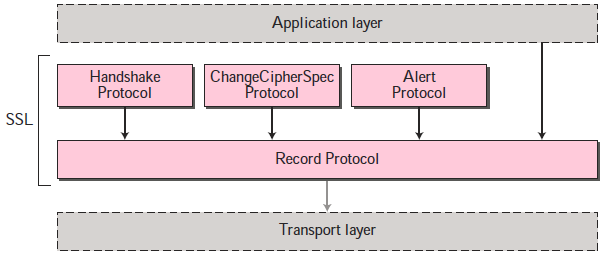 Application layer
Handshake
Protocol
ChangeCipherSpec
Protocol
Alert
Protocol
SSL
Record Protocol
Transport layer